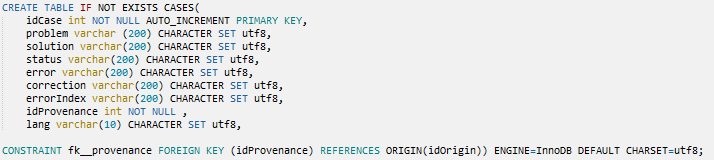 CREATE TABLE IF NOT EXISTS CASES(
idCase int NOT NULL AUTO_INCREMENT PRIMARY KEY,
problem varchar (200) CHARACTER SET utf8,
solution varchar(200) CHARACTER SET utf8,
status varchar(200) CHARACTER SET utf8,
error varchar(200) CHARACTER SET utf8,
correction varchar(200) CHARACTER SET utf8,
errorIndex varchar(200) CHARACTER SET utf8,
idProvenance int NOT NULL ,
lang varchar(10) CHARACTER SET utf8,
CONSTRAINT fk__provenance FOREIGN KEY (idProvenance) REFERENCES ORIGIN(idOrigin)) ENGINE=InnoDB DEFAULT CHARSET=utf8;